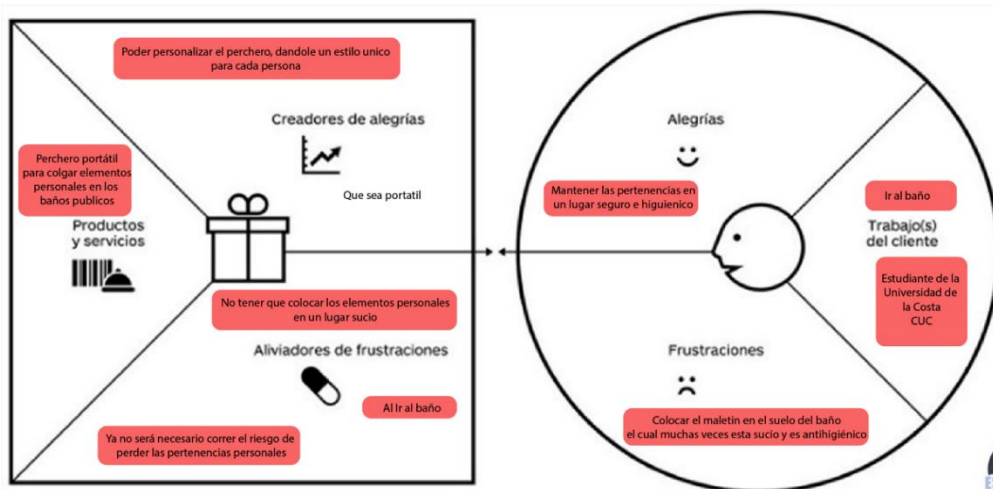 Poder personalizar el perchero, dandole un estilo unico
para cada persona
Creadores de alegrías
Que sea portatil
Perchero portátil
para colgar elementos
personales en los
baños publicos
Productos
y servicios
No tener que colocar los elementos personales
en un lugar sucio
Aliviadores de frustraciones
Al Ir al baño
Ya no será necesario correr el riesgo de
perder las pertenencias personales
Alegrías
Mantener las pertenencias en
un lugar seguro e higuienico
Ir al baño
Trabajo(s)
del cliente
Estudiante de la
Universidad de
la Costa
CUC
Frustraciones
Colocar el maletin en el suelo del baño
el cual muchas veces esta sucio y es antihigiénico